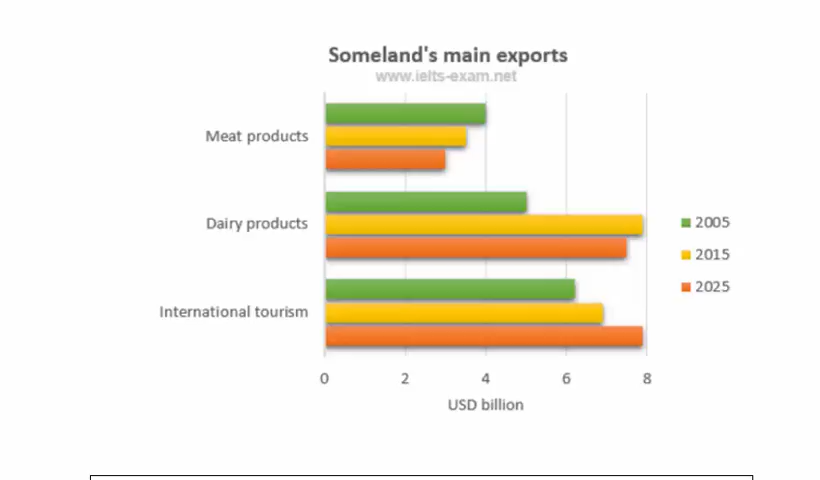 Someland's main exports
www.ielts-exam.net
Meat products
Dairy products
International tourism
2005
2015
2025
0 2 4 6 8
USD billion